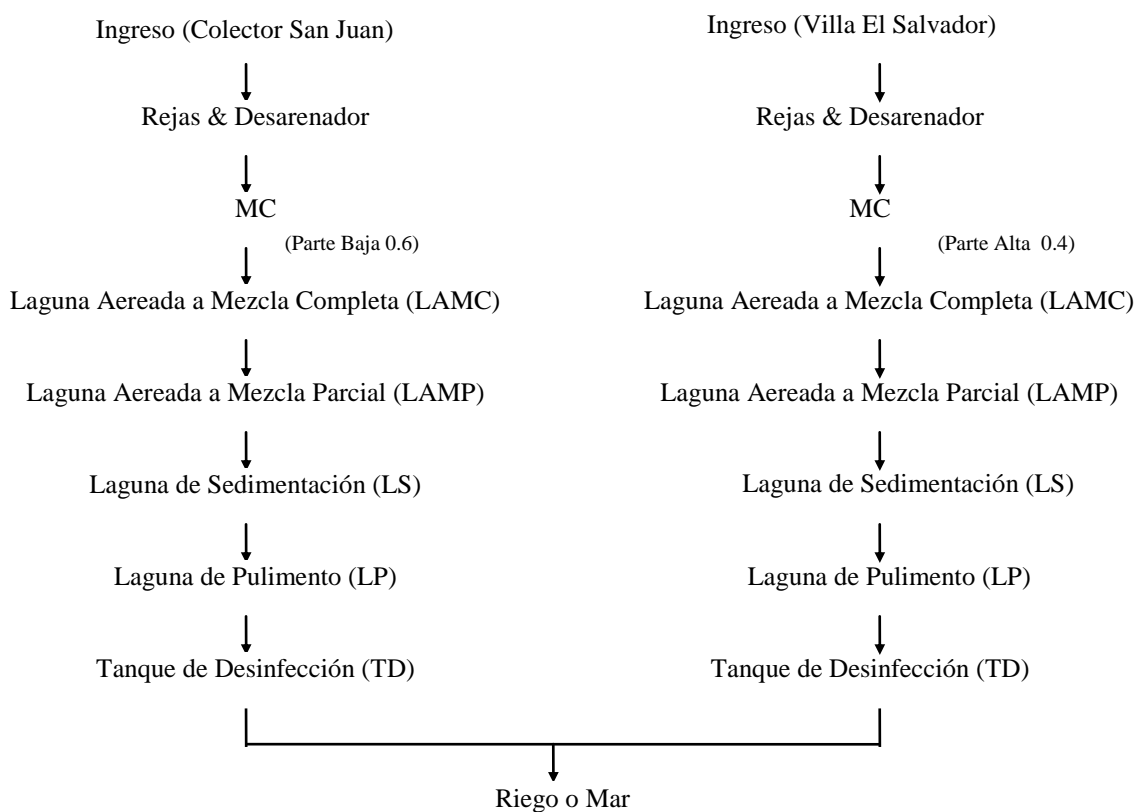 Ingreso (Colector San Juan)
Rejas & Desarenador
MC
(Parte Baja 0.6)
Laguna Aereada a Mezcla Completa (LAMC)
Laguna Aereada a Mezcla Parcial (LAMP)
Laguna de Sedimentación (LS)
Laguna de Pulimento (LP)
Tanque de Desinfección (TD)
Ingreso (Villa El Salvador)
Rejas & Desarenador
MC
(Parte Alta 0.4)
Laguna Aereada a Mezcla Completa (LAMC)
Laguna Aereada a Mezcla Parcial (LAMP)
Laguna de Sedimentación (LS)
Laguna de Pulimento (LP)
Tanque de Desinfección (TD)
Riego o Mar